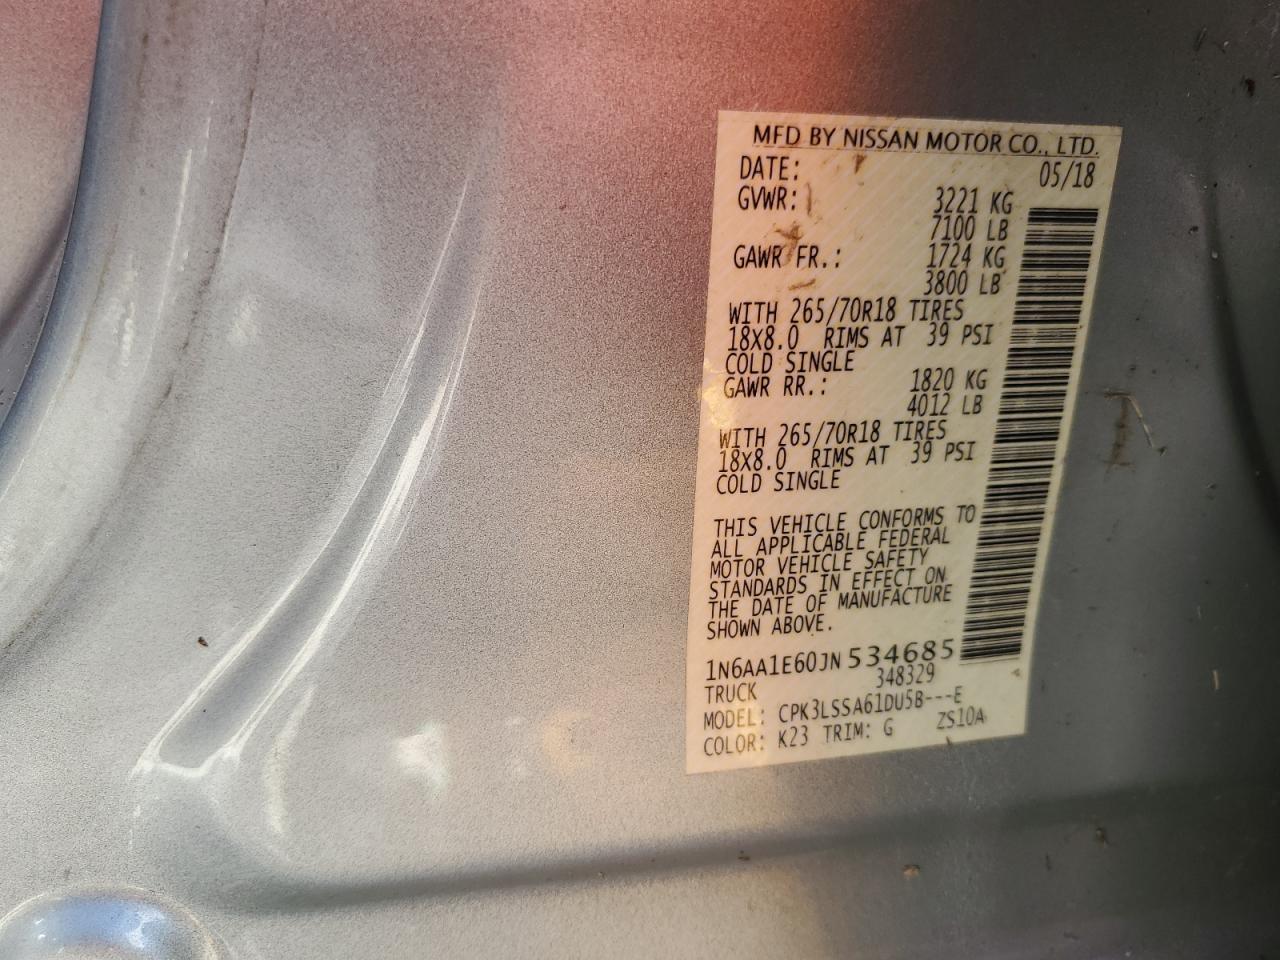 MFD BY NISSAN MOTOR CO., LTD.
DATE: 05/18
GVWR: 3221 KG
7100 LB
GAWR FR.: 1724 KG
3800 LB
WITH 265/70R18 TIRES
18X8.0 RIMS AT 39 PSI
COLD SINGLE
GAWR RR.: 1820 KG
4012 LB
WITH 265/70R18 TIRES
18X8.0 RIMS AT 39 PSI
COLD SINGLE
THIS VEHICLE CONFORMS TO
ALL APPLICABLE FEDERAL
MOTOR VEHICLE SAFETY
STANDARDS IN EFFECT ON
THE DATE OF MANUFACTURE
SHOWN ABOVE.
1N6AA1E60JN534685
TRUCK 348329
MODEL: CPK3LSSA61DU5B---E
COLOR: K23 TRIM: G ZS10A